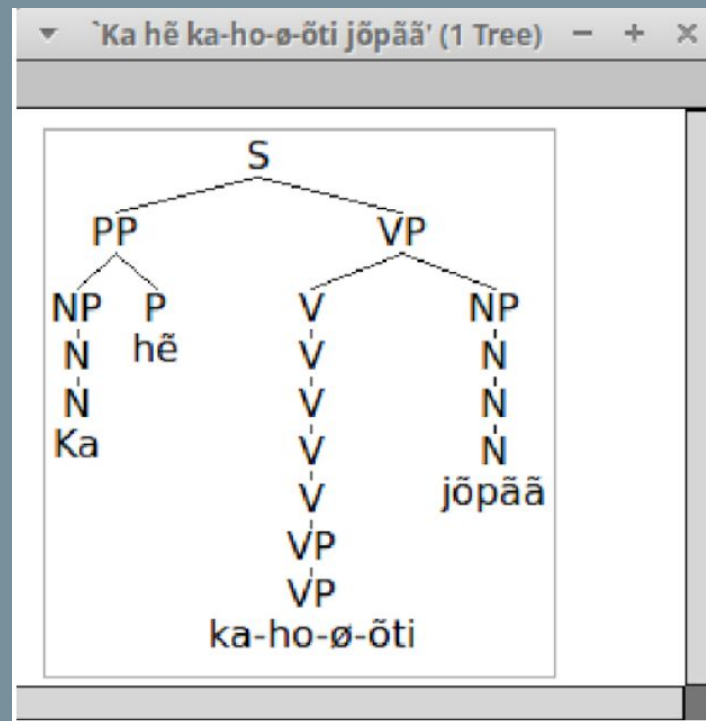 `Ka hẽ ka-ho-ø-õti jõpãã' (1 Tree)
S
PP VP
NP P V NP
N hẽ V N
N V N
Ka V N
V jõpãã
VP
VP
ka-ho-ø-õti